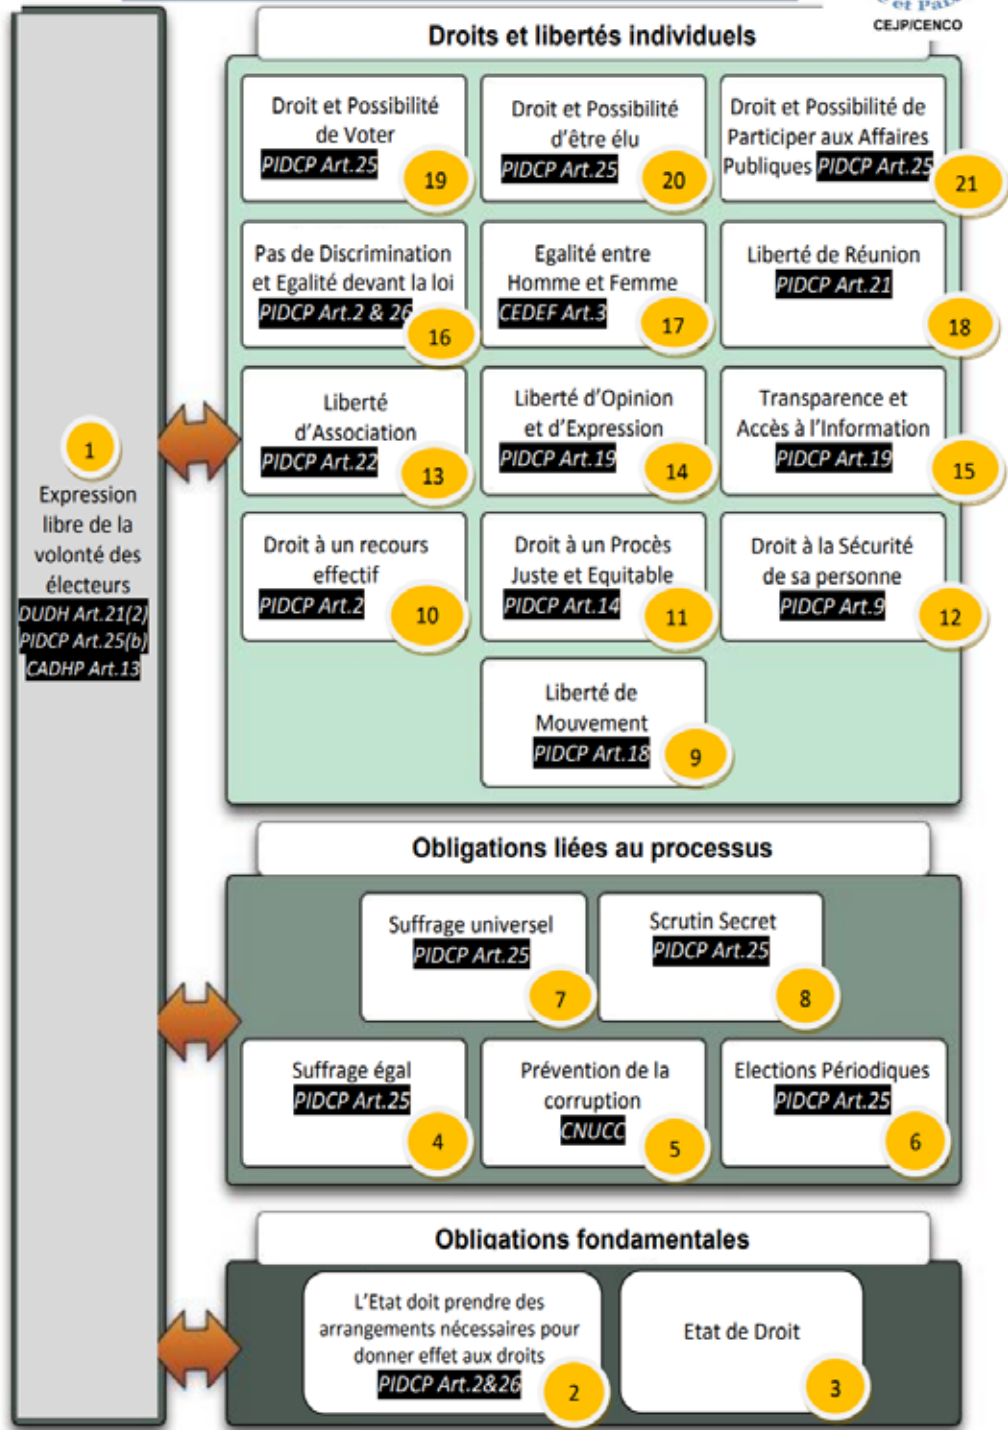 et Paix
CEJP/CENCO
Droits et libertés individuels
Droit et Possibilité
de Voter
PIDCP Art.25
19
Droit et Possibilité
d'être élu
PIDCP Art.25
20
Droit et Possibilité de
Participer aux Affaires
Publiques PIDCP Art.25
21
Pas de Discrimination
et Egalité devant la loi
PIDCP Art.2 & 26
16
Egalité entre
Homme et Femme
CEDEF Art.3
17
Liberté de Réunion
PIDCP Art.21
18
Liberté
d'Association
PIDCP Art.22
13
Liberté d'Opinion
et d'Expression
PIDCP Art.19
14
Transparence et
Accès à l'Information
PIDCP Art.19
15
1
Expression
libre de la
volonté des
électeurs
DUDH Art.21(2)
PIDCP Art.25(b)
CADHP Art.13
Droit à un recours
effectif
PIDCP Art.2
10
Droit à un Procès
Juste et Equitable
PIDCP Art.14
11
Droit à la Sécurité
de sa personne
PIDCP Art.9
12
Liberté de
Mouvement
PIDCP Art.18
9
Obligations liées au processus
Suffrage universel
PIDCP Art.25
7
Scrutin Secret
PIDCP Art.25
8
Suffrage égal
PIDCP Art.25
4
Prévention de la
corruption
CNUCC
5
Elections Périodiques
PIDCP Art.25
6
Obligations fondamentales
L'Etat doit prendre des
arrangements nécessaires pour
donner effet aux droits
PIDCP Art.2&26
2
Etat de Droit
3